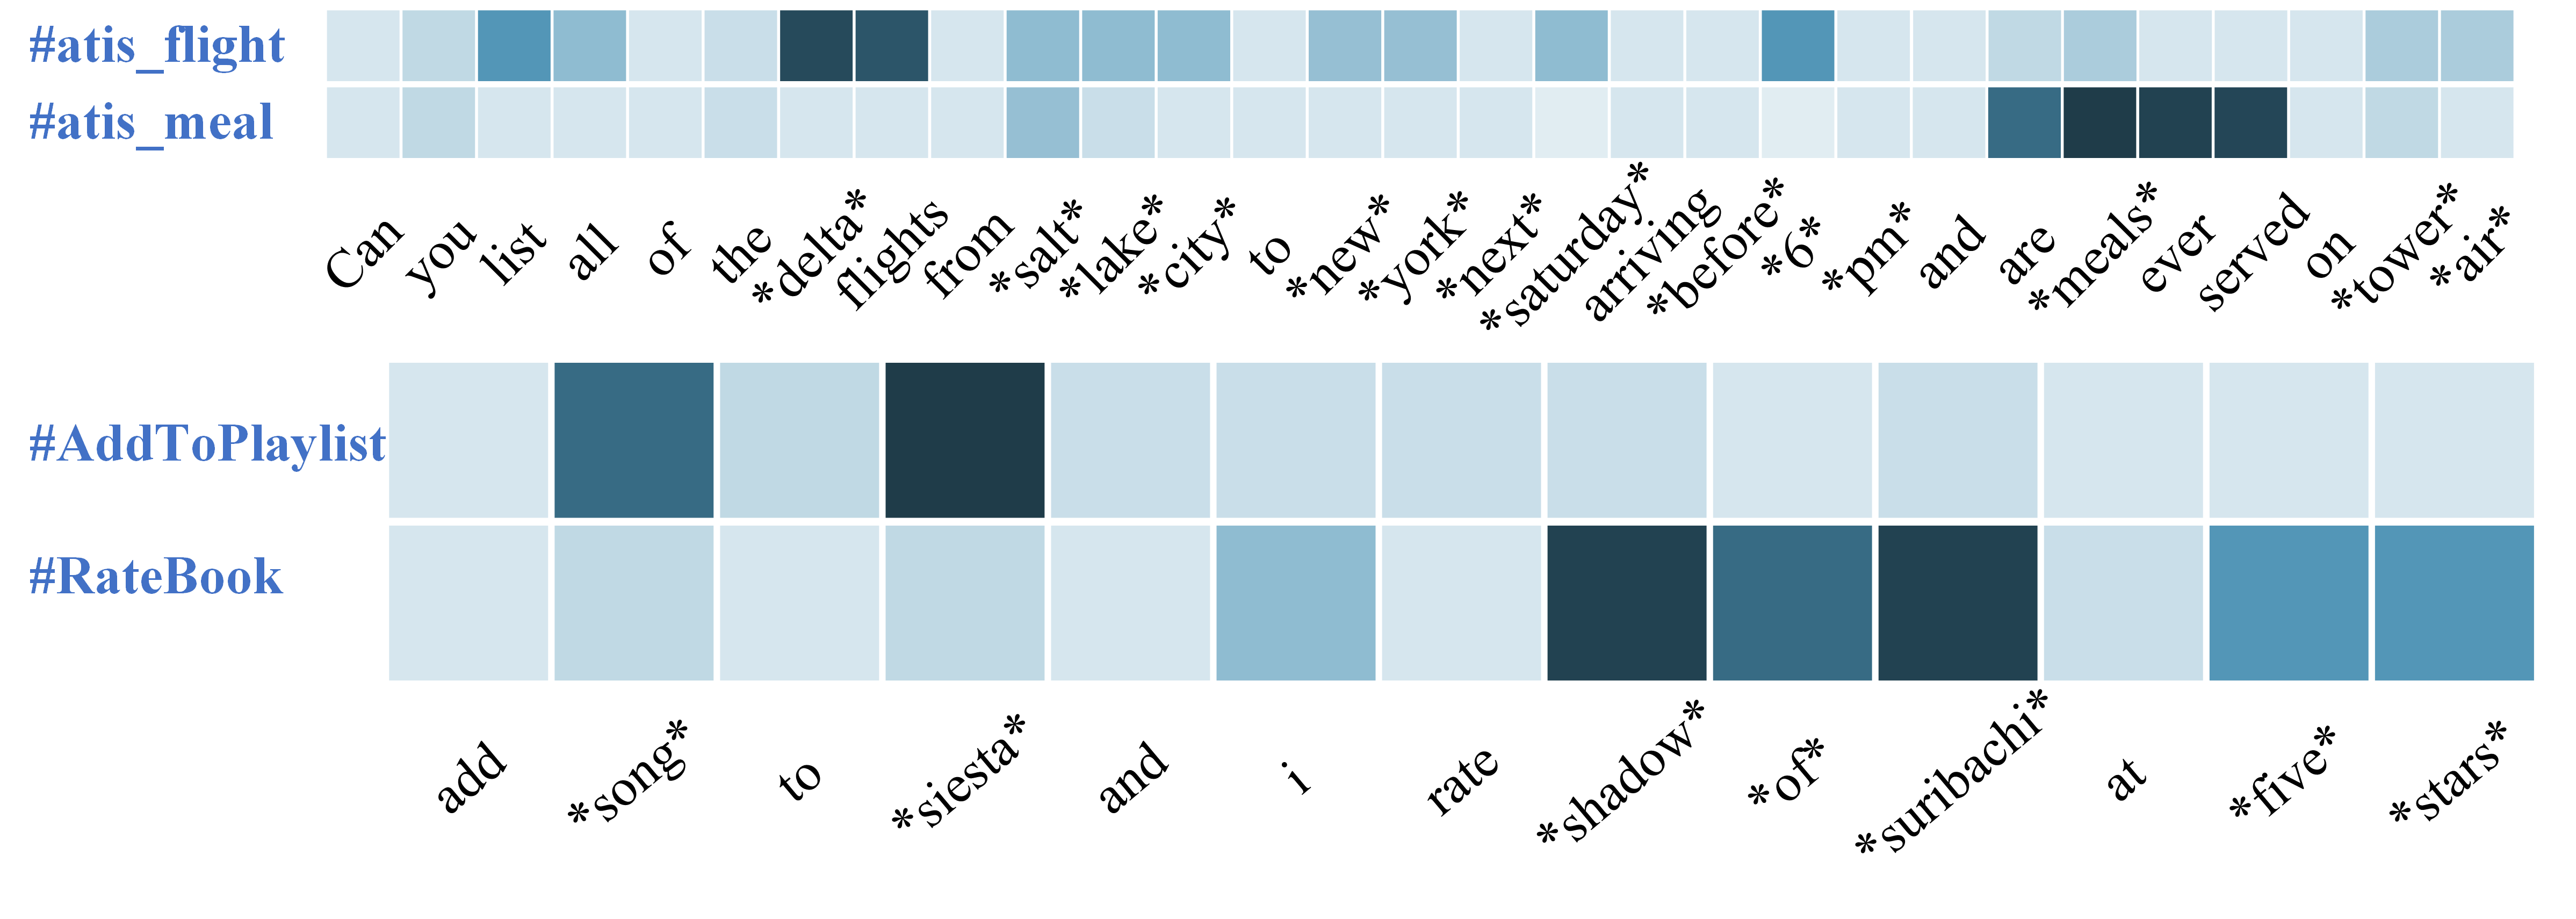 #atis_flight
#atis_meal
Can you list all of the *delta* flights from *salt* *lake* *city* to *new* *york* *next* *saturday* arriving *before* *6* *pm* and are *meals* ever served on *tower* *air*
#AddToPlaylist
#RateBook
add *song* to *siesta* and i rate *shadow* *of* *suribachi* at *five* *stars*